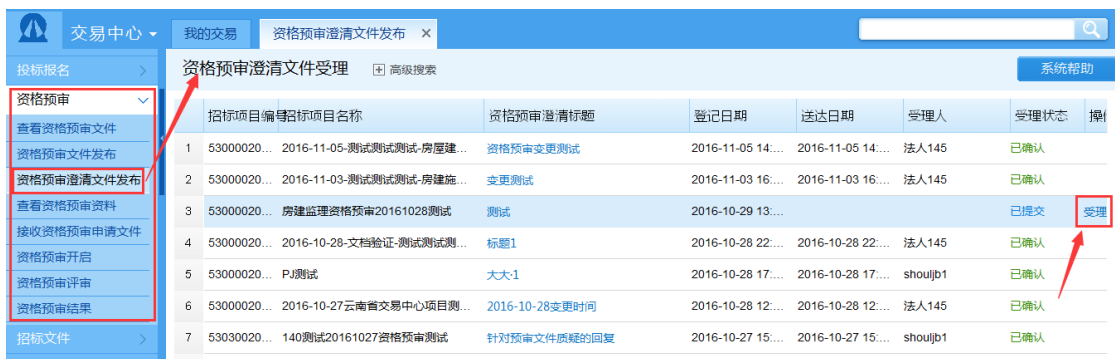 交易中心 我的交易 资格预审澄清文件发布 ×
投标报名
资格预审澄清文件受理 高级搜索 系统帮助
资格预审
查看资格预审文件
资格预审文件发布
资格预审澄清文件发布
查看资格预审资料
接收资格预审申请文件
资格预审开启
资格预审评审
资格预审结果
招标文件
招标项目编号 招标项目名称 资格预审澄清标题 登记日期 送达日期 受理人 受理状态
1 53000020... 2016-11-05-测试测试测试-房屋建... 资格预审变更测试 2016-11-05 14:... 2016-11-05 14:... 法人145 已确认
2 53000020... 2016-11-03-测试测试测试-房建施... 变更测试 2016-11-03 16:... 2016-11-03 16:... 法人145 已确认
3 53000020... 房建监理资格预审20161028测试 测试 2016-10-29 13:... 已提交 受理
4 53000020... 2016-10-28-文档验证-测试测试测... 标题1 2016-10-28 22:... 2016-10-28 22:... 法人145 已确认
5 53000020... PJ测试 大大·1 2016-10-28 17:... 2016-10-28 17:... shouljb1 已确认
6 53000020... 2016-10-27云南省交易中心项目测... 2016-10-28变更时间 2016-10-28 12:... 2016-10-28 12:... 法人145 已确认
7 53030020... 140测试20161027资格预审测试 针对预审文件质疑的回复 2016-10-27 15:... 2016-10-27 15:... shouljb1 已确认